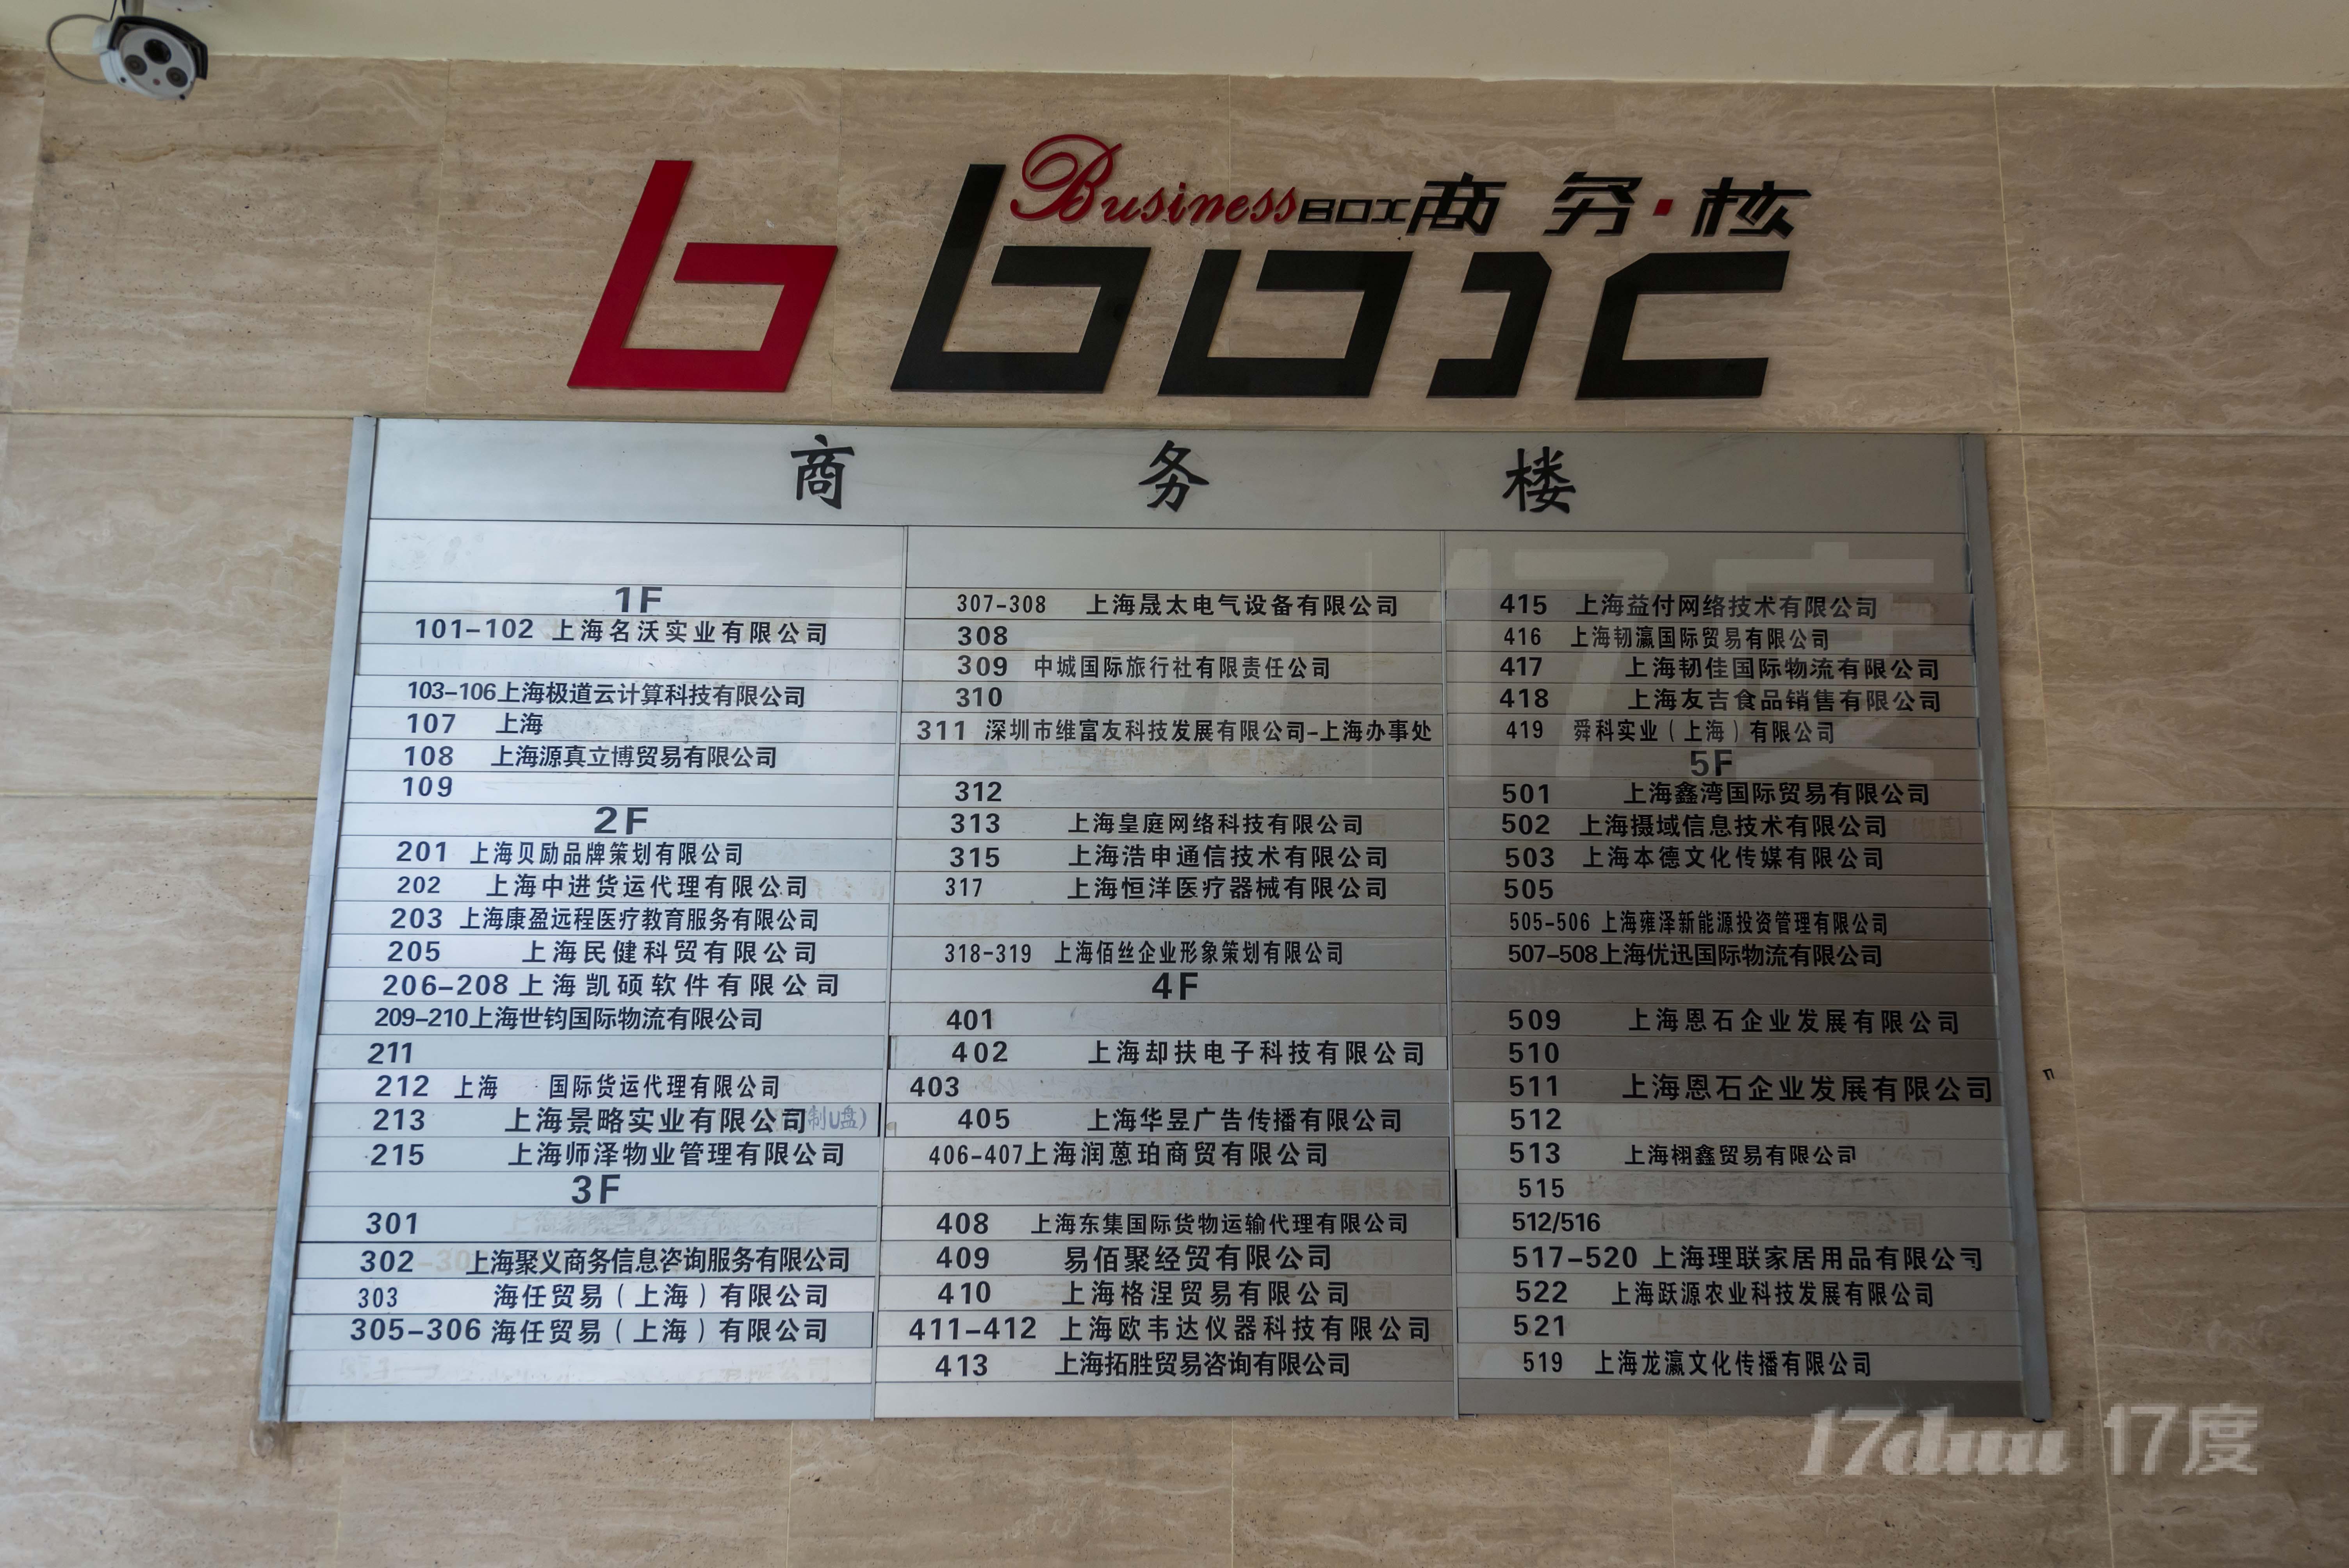 Business BOX 商务·核
b box
商务楼
1F
101-102 上海名沃实业有限公司
103-106 上海极道云计算科技有限公司
107 上海
108 上海源真立博贸易有限公司
109
2F
201 上海贝励品牌策划有限公司
202 上海中进货运代理有限公司
203 上海康盈远程医疗教育服务有限公司
205 上海民健科贸有限公司
206-208 上海凯硕软件有限公司
209-210 上海世钧国际物流有限公司
211
212 上海 国际货运代理有限公司
213 上海景略实业有限公司 制U盘)
215 上海师泽物业管理有限公司
3F
301
302 上海聚义商务信息咨询服务有限公司
303 海任贸易（上海）有限公司
305-306 海任贸易（上海）有限公司
307-308 上海晟太电气设备有限公司
308
309 中城国际旅行社有限责任公司
310
311 深圳市维富友科技发展有限公司-上海办事处
312
313 上海皇庭网络科技有限公司
315 上海浩申通信技术有限公司
317 上海恒洋医疗器械有限公司
318-319 上海佰丝企业形象策划有限公司
4F
401
402 上海却扶电子科技有限公司
403
405 上海华昱广告传播有限公司
406-407 上海润蒽珀商贸有限公司
408 上海东集国际货物运输代理有限公司
409 易佰聚经贸有限公司
410 上海格涅贸易有限公司
411-412 上海欧韦达仪器科技有限公司
413 上海拓胜贸易咨询有限公司
415 上海益付网络技术有限公司
416 上海韧瀛国际贸易有限公司
417 上海韧佳国际物流有限公司
418 上海友吉食品销售有限公司
419 舜科实业（上海）有限公司
5F
501 上海鑫湾国际贸易有限公司
502 上海摄域信息技术有限公司
503 上海本德文化传媒有限公司
505
505-506 上海雍泽新能源投资管理有限公司
507-508 上海优迅国际物流有限公司
509 上海恩石企业发展有限公司
510
511 上海恩石企业发展有限公司
512
513 上海栩鑫贸易有限公司
515
512/516
517-520 上海理联家居用品有限公司
522 上海跃源农业科技发展有限公司
521
519 上海龙瀛文化传播有限公司
17duu 17度